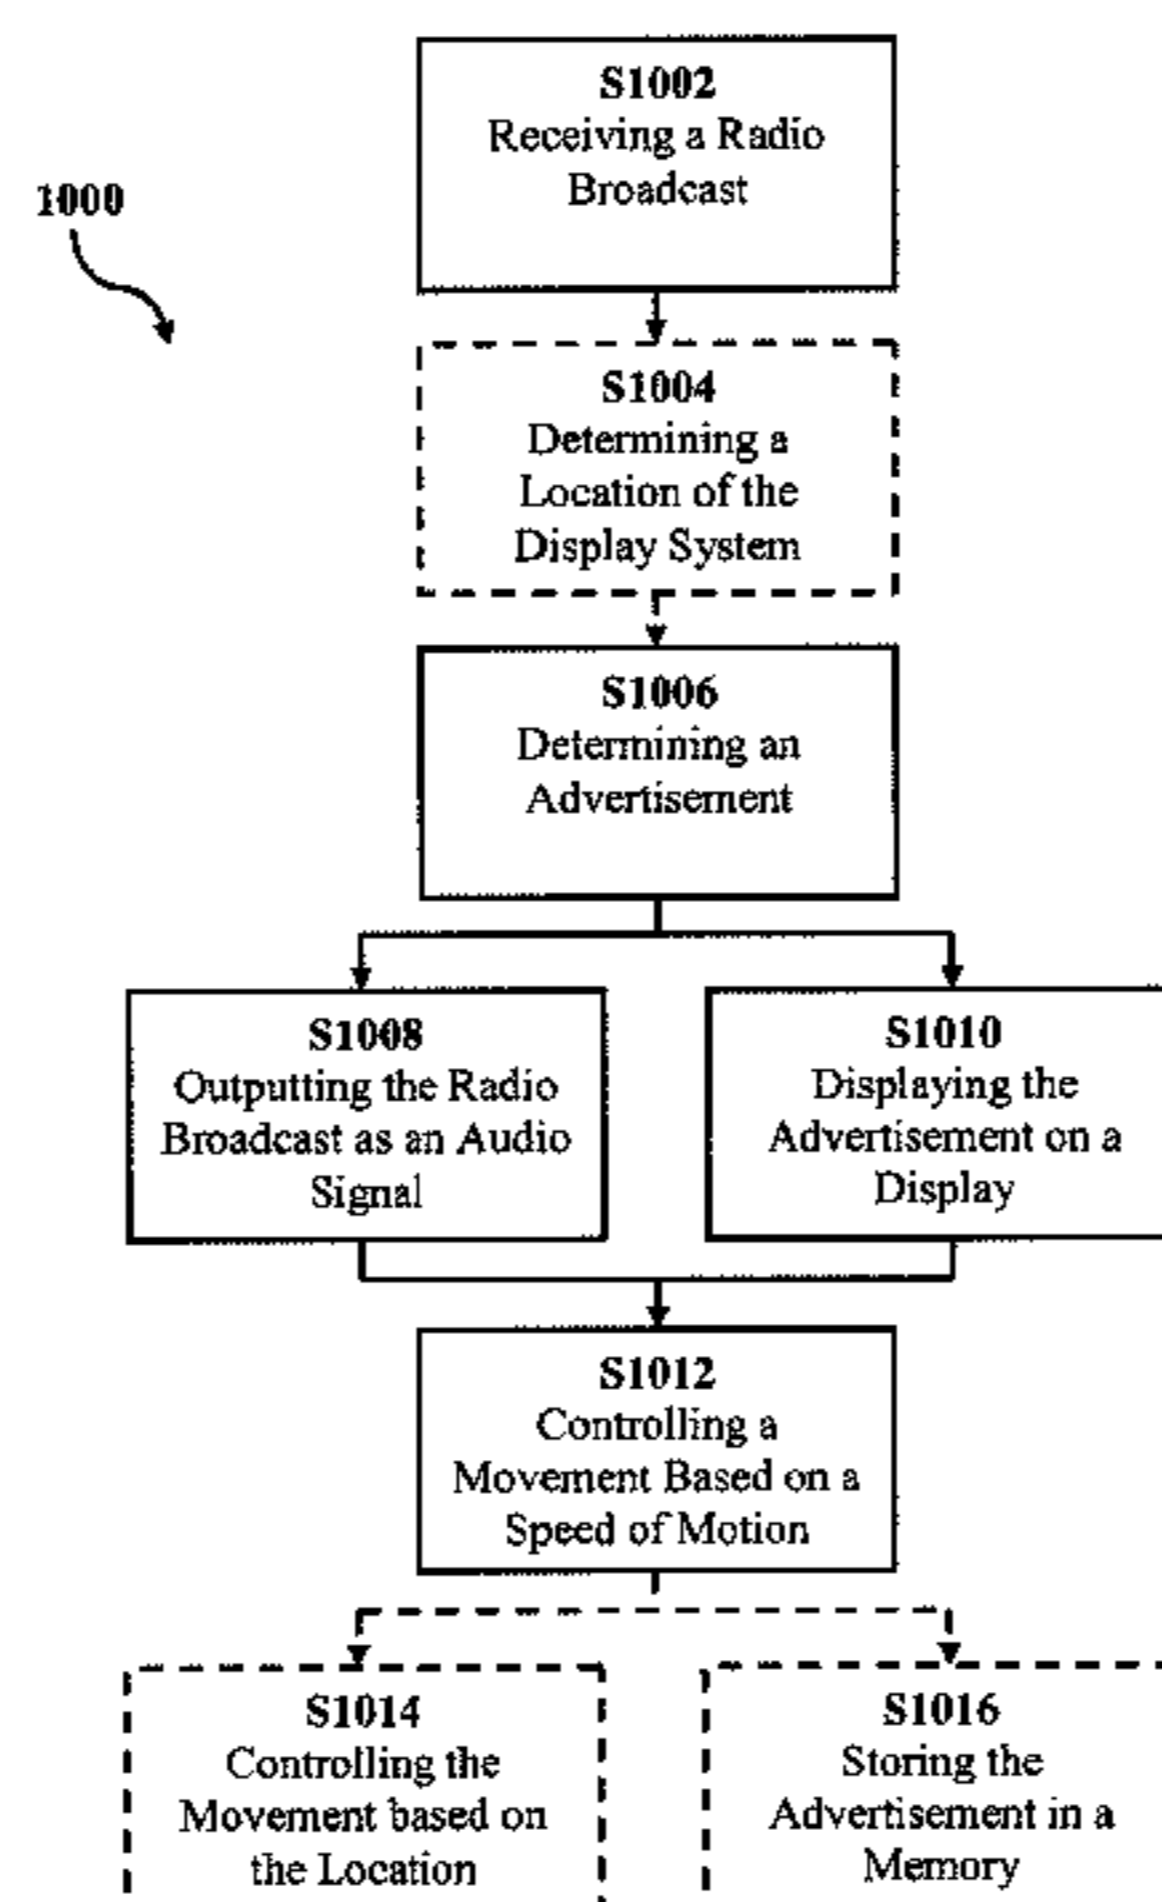 S1002
Receiving a Radio
Broadcast
1000
S1004
Determining a
Location of the
Display System
S1006
Determining an
Advertisement
S1008
Outputting the Radio
Broadcast as an Audio
Signal
S1010
Displaying the
Advertisement on a
Display
S1012
Controlling a
Movement Based on a
Speed of Motion
S1014
Controlling the
Movement based on
the Location
S1016
Storing the
Advertisement in a
Memory